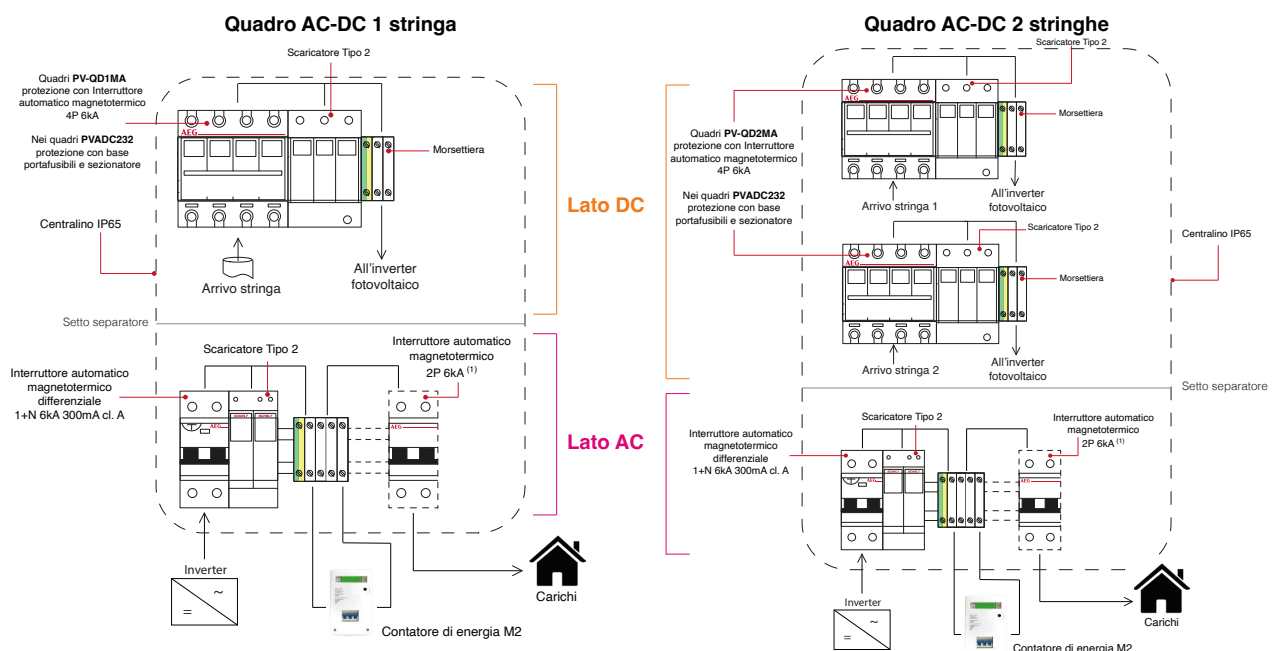 Quadro AC-DC 1 stringa
Scaricatore Tipo 2
Quadri PV-QD1MA
protezione con Interruttore
automatico magnetotermico
4P 6kA
Nei quadri PVADC232
protezione con base
portafusibili e sezionatore
AEG
Morsettiera
Centralino IP65
Arrivo stringa
All'inverter
fotovoltaico
Setto separatore
Scaricatore Tipo 2
Interruttore automatico
magnetotermico
2P 6kA (1)
Interruttore automatico
magnetotermico
differenziale
1+N 6kA 300mA cl. A
AEG
AEG
Inverter
~
=
Contatore di energia M2
Carichi
Lato DC
Lato AC
Quadro AC-DC 2 stringhe
Scaricatore Tipo 2
Quadri PV-QD2MA
protezione con Interruttore
automatico magnetotermico
4P 6kA
Nei quadri PVADC232
protezione con base
portafusibili e sezionatore
AEG
Morsettiera
Arrivo stringa 1
All'inverter
fotovoltaico
Scaricatore Tipo 2
Centralino IP65
AEG
Morsettiera
Arrivo stringa 2
All'inverter
fotovoltaico
Setto separatore
Scaricatore Tipo 2
Interruttore automatico
magnetotermico
2P 6kA (1)
Interruttore automatico
magnetotermico
differenziale
1+N 6kA 300mA cl. A
AEG
AEG
Inverter
~
=
Contatore di energia M2
Carichi